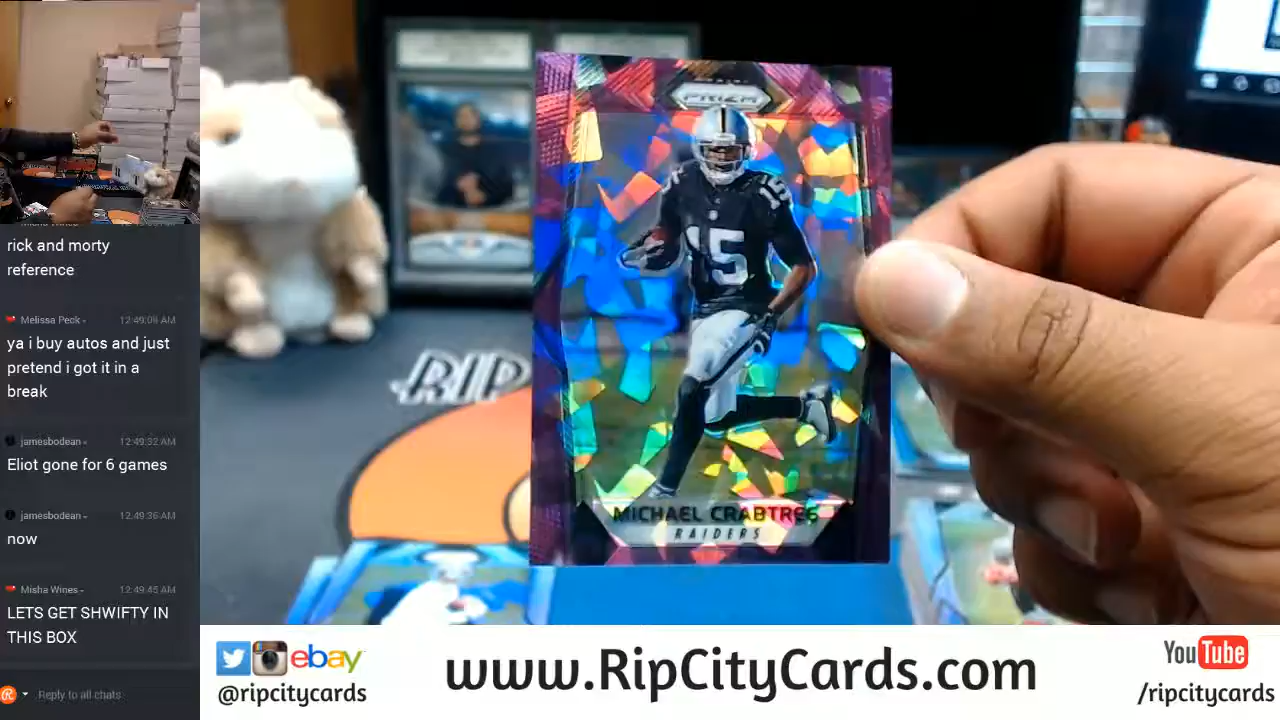 rick and morty
reference
Melissa Peck
12:49:09 AM
ya i buy autos and just
pretend i got it in a
break
jamesbodean
12:49:32 AM
Eliot gone for 6 games
jamesbodean
12:49:36 AM
now
Misha Wines
12:49:45 AM
LETS GET SHWIFTY IN
THIS BOX
Reply to all chats
PRIZM
15
15
MICHAEL CRABTREE
RAIDERS
RIP
ebay
@ripcitycards
www.RipCityCards.com
YouTube
/ripcitycards